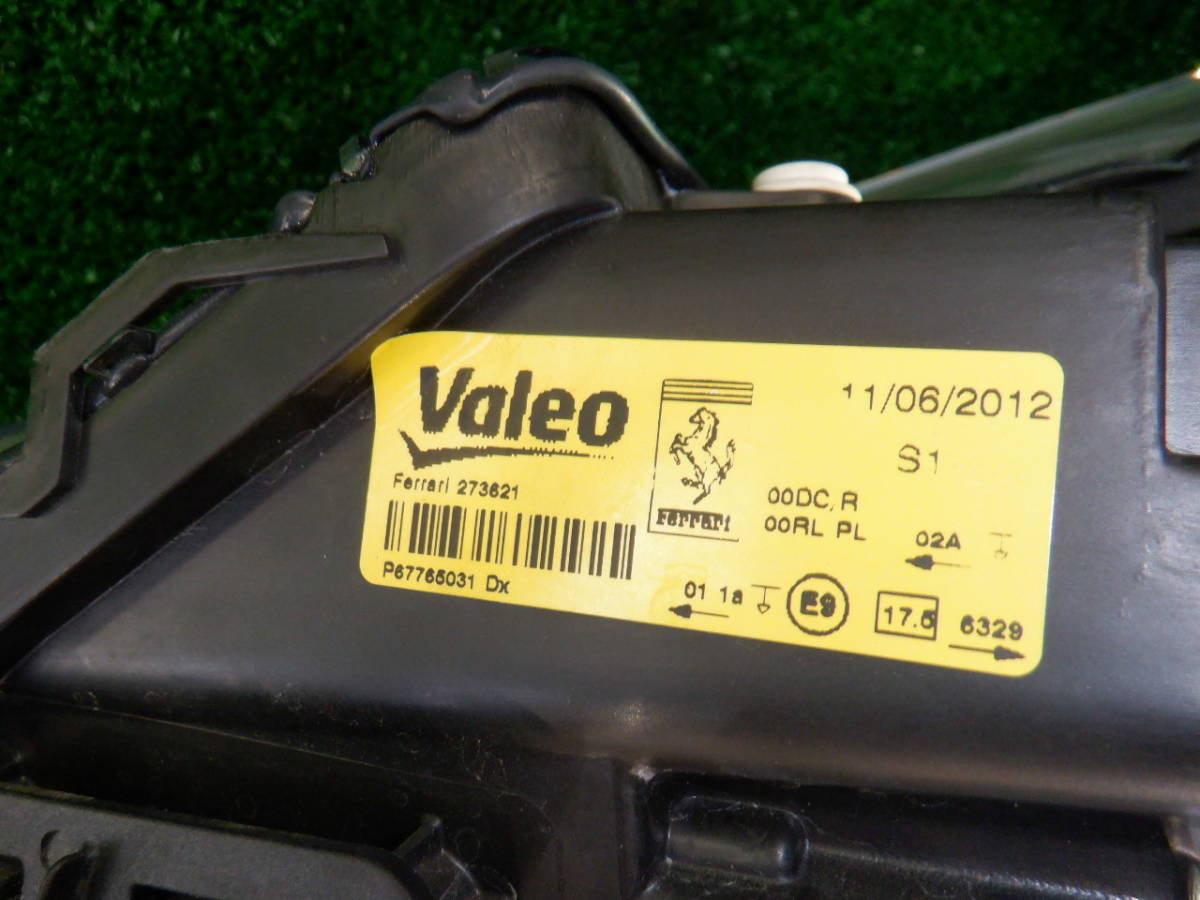 Valeo
Ferrari 273621
P67765031 Dx
Ferrari
11/06/2012
S1
00DC, R
00RL PL
02A
01 1a
E9
17.5
6329